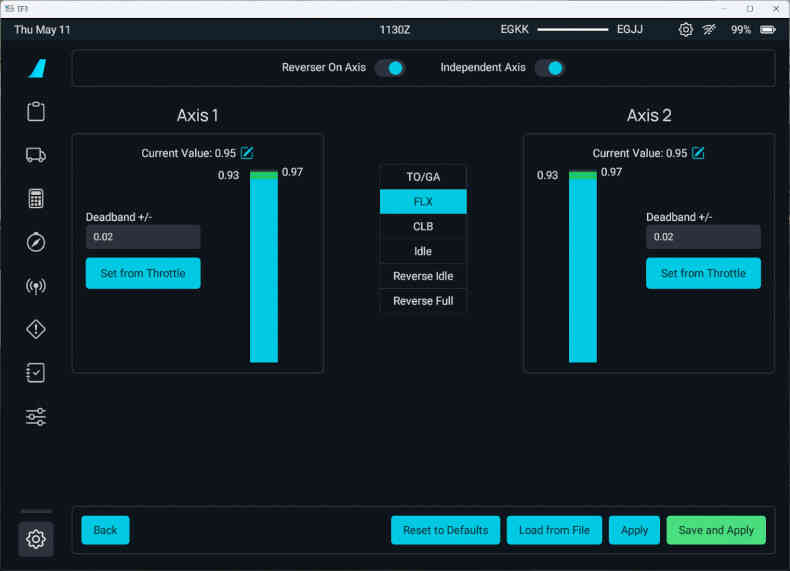 EFB
Thu May 11
1130Z
EGKK
EGJJ
99%
Reverser On Axis
Independent Axis
Axis 1
Axis 2
Current Value: 0.95
0.93
0.97
Deadband +/-
0.02
Set from Throttle
TO/GA
FLX
CLB
Idle
Reverse Idle
Reverse Full
Current Value: 0.95
0.93
0.97
Deadband +/-
0.02
Set from Throttle
Back
Reset to Defaults
Load from File
Apply
Save and Apply